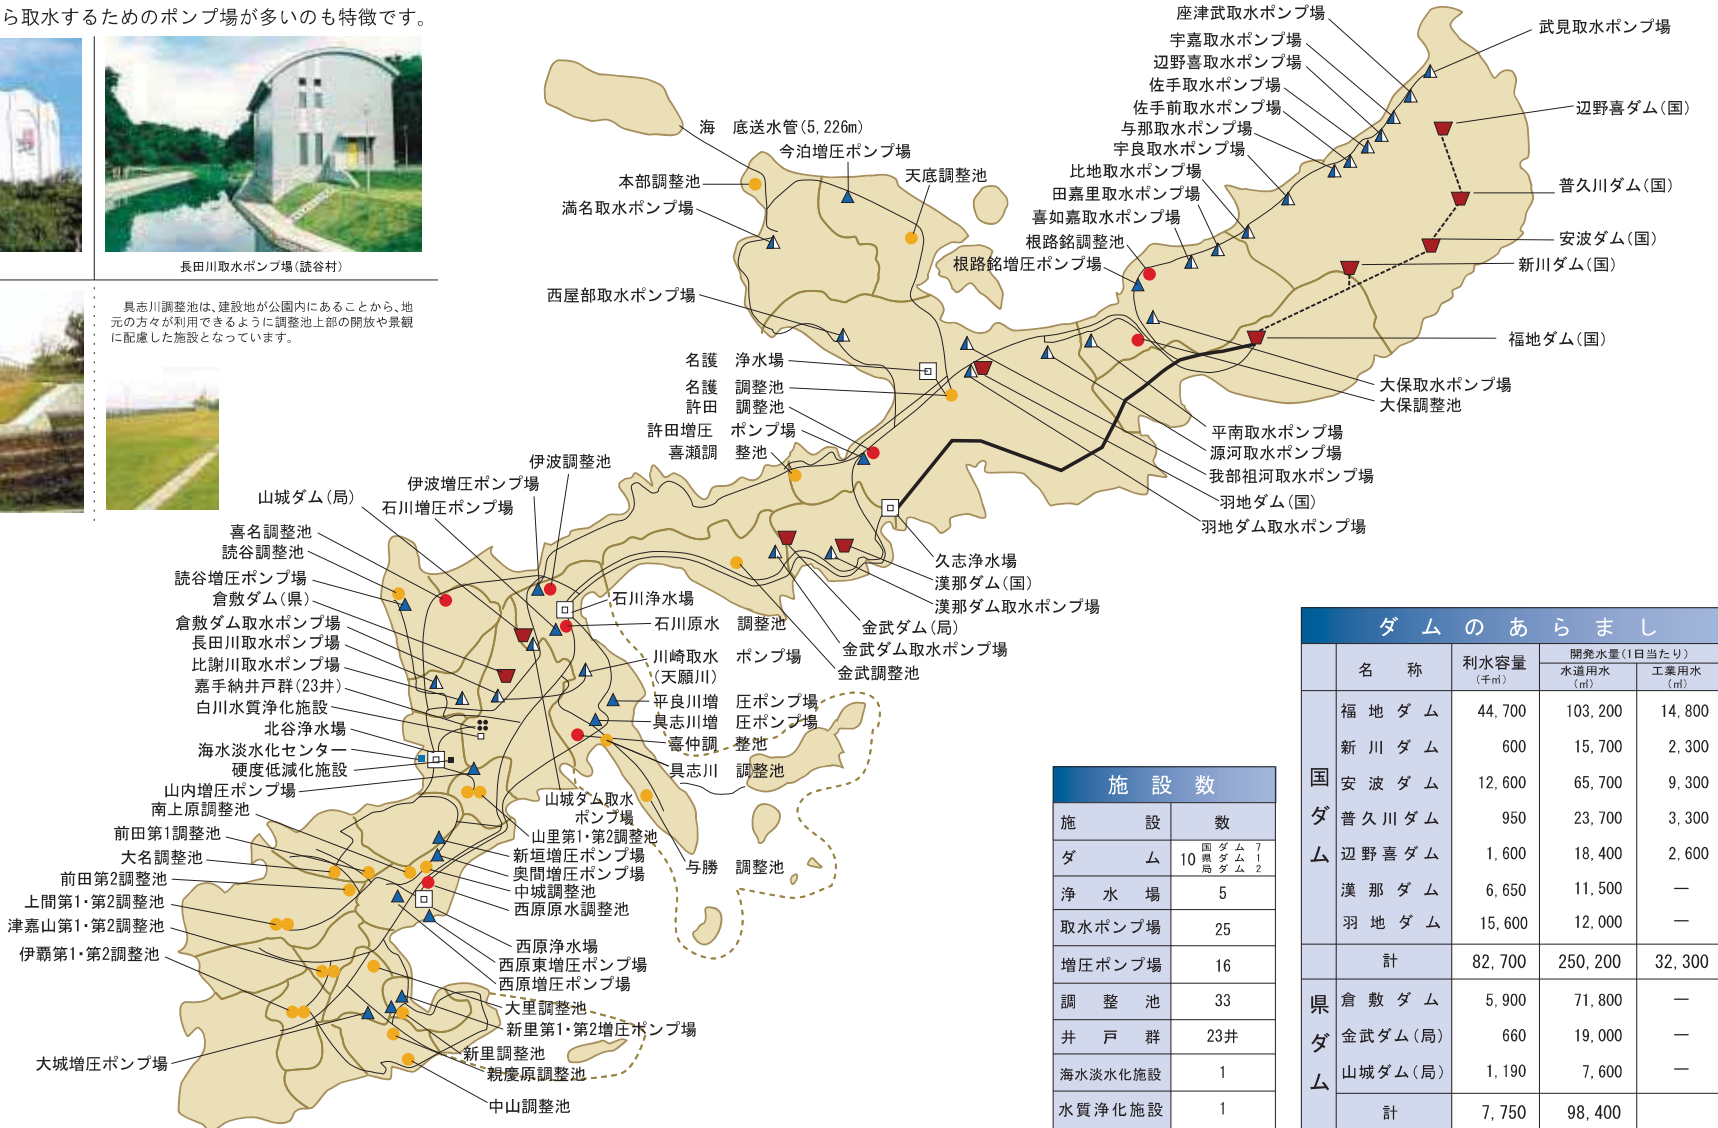 ら取水するためのポンプ場が多いのも特徴です。
長田川取水ポンプ場(読谷村)
具志川調整池は、建設地が公園内にあることから、地
元の方々が利用できるように調整池上部の開放や景観
に配慮した施設となっています。
座津武取水ポンプ場
武見取水ポンプ場
宇嘉取水ポンプ場
辺野喜取水ポンプ場
佐手取水ポンプ場
佐手前取水ポンプ場
与那取水ポンプ場
宇良取水ポンプ場
比地取水ポンプ場
田嘉里取水ポンプ場
喜如嘉取水ポンプ場
根路銘調整池
根路銘増圧ポンプ場
辺野喜ダム(国)
普久川ダム(国)
安波ダム(国)
新川ダム(国)
福地ダム(国)
大保取水ポンプ場
大保調整池
平南取水ポンプ場
源河取水ポンプ場
我部祖河取水ポンプ場
羽地ダム(国)
羽地ダム取水ポンプ場
海 底送水管(5,226m)
今泊増圧ポンプ場
本部調整池
天底調整池
満名取水ポンプ場
西屋部取水ポンプ場
名護 浄水場
名護 調整池
許田 調整池
許田増圧 ポンプ場
喜瀬調 整池
久志浄水場
漢那ダム(国)
漢那ダム取水ポンプ場
金武ダム(局)
金武ダム取水ポンプ場
金武調整池
伊波調整池
伊波増圧ポンプ場
石川増圧ポンプ場
山城ダム(局)
喜名調整池
読谷調整池
読谷増圧ポンプ場
倉敷ダム(県)
倉敷ダム取水ポンプ場
長田川取水ポンプ場
比謝川取水ポンプ場
嘉手納井戸群(23井)
白川水質浄化施設
北谷浄水場
海水淡水化センター
硬度低減化施設
山内増圧ポンプ場
南上原調整池
前田第1調整池
大名調整池
前田第2調整池
上間第1・第2調整池
津嘉山第1・第2調整池
伊覇第1・第2調整池
大城増圧ポンプ場
石川浄水場
石川原水 調整池
川崎取水 ポンプ場
(天願川)
平良川増 圧ポンプ場
具志川増 圧ポンプ場
喜仲調 整池
具志川 調整池
山城ダム取水
ポンプ場
山里第1・第2調整池
新垣増圧ポンプ場
奥間増圧ポンプ場
中城調整池
西原原水調整池
与勝 調整池
西原浄水場
西原東増圧ポンプ場
西原増圧ポンプ場
大里調整池
新里第1・第2増圧ポンプ場
新里調整池
親慶原調整池
中山調整池
施設数
施設 数
ダム 10 国ダム 7 県ダム 1 局ダム 2
浄水場 5
取水ポンプ場 25
増圧ポンプ場 16
調整池 33
井戸群 23井
海水淡水化施設 1
水質浄化施設 1
ダムのあらまし
名称 利水容量(千㎥) 開発水量(1日当たり)
水道用水(㎥) 工業用水(㎥)
国ダム
福地ダム 44,700 103,200 14,800
新川ダム 600 15,700 2,300
安波ダム 12,600 65,700 9,300
普久川ダム 950 23,700 3,300
辺野喜ダム 1,600 18,400 2,600
漢那ダム 6,650 11,500 —
羽地ダム 15,600 12,000 —
計 82,700 250,200 32,300
県ダム
倉敷ダム 5,900 71,800 —
金武ダム(局) 660 19,000 —
山城ダム(局) 1,190 7,600 —
計 7,750 98,400